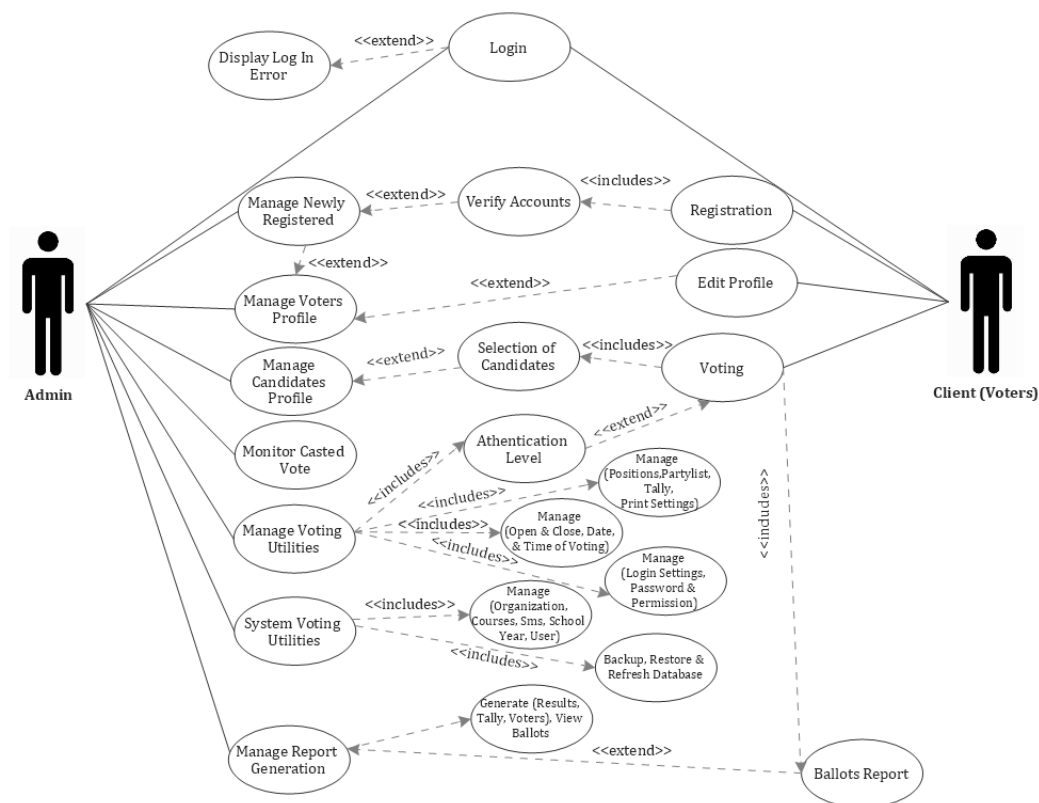 <<extend>>
Login
Display Log In
Error
<<includes>>
Manage Newly
Registered
<<extend>>
Verify Accounts
Registration
<<extend>>
<<extend>>
Edit Profile
Manage Voters
Profile
Selection of
Candidates
<<includes>>
<<extend>>
Voting
Manage
Candidates
Profile
Admin
Client (Voters)
<<extend>>
Athentication
Level
Monitor Casted
Vote
<<includes>>
Manage
(Positions,Partylist,
Tally,
Print Settings)
<<includes>>
Manage Voting
Utilities
<<includes>>
Manage
(Open & Close, Date,
& Time of Voting)
<<includes>>
<<includes>>
Manage
(Login Settings,
Password &
Permission)
<<includes>>
Manage
(Organization,
Courses, Sms, School
Year, User)
System Voting
Utilities
<<includes>>
Backup, Restore &
Refresh Database
Generate (Results,
Tally, Voters), View
Ballots
Manage Report
Generation
<<extend>>
Ballots Report